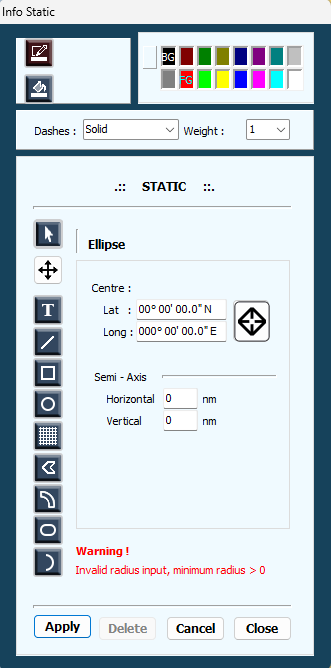 Info Static
BG
FG
Dashes : Solid Weight : 1
.:: STATIC ::.
Ellipse
Centre :
Lat : 00° 00' 00.0" N
Long : 000° 00' 00.0" E
T
Semi - Axis
Horizontal 0 nm
Vertical 0 nm
Warning !
Invalid radius input, minimum radius > 0
Apply Delete Cancel Close